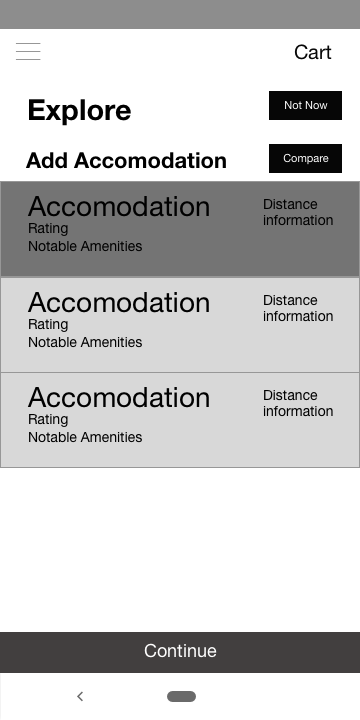 Cart
Explore
Not Now
Add Accomodation
Compare
Accomodation
Rating
Notable Amenities
Distance
information
Accomodation
Rating
Notable Amenities
Distance
information
Accomodation
Rating
Notable Amenities
Distance
information
Continue